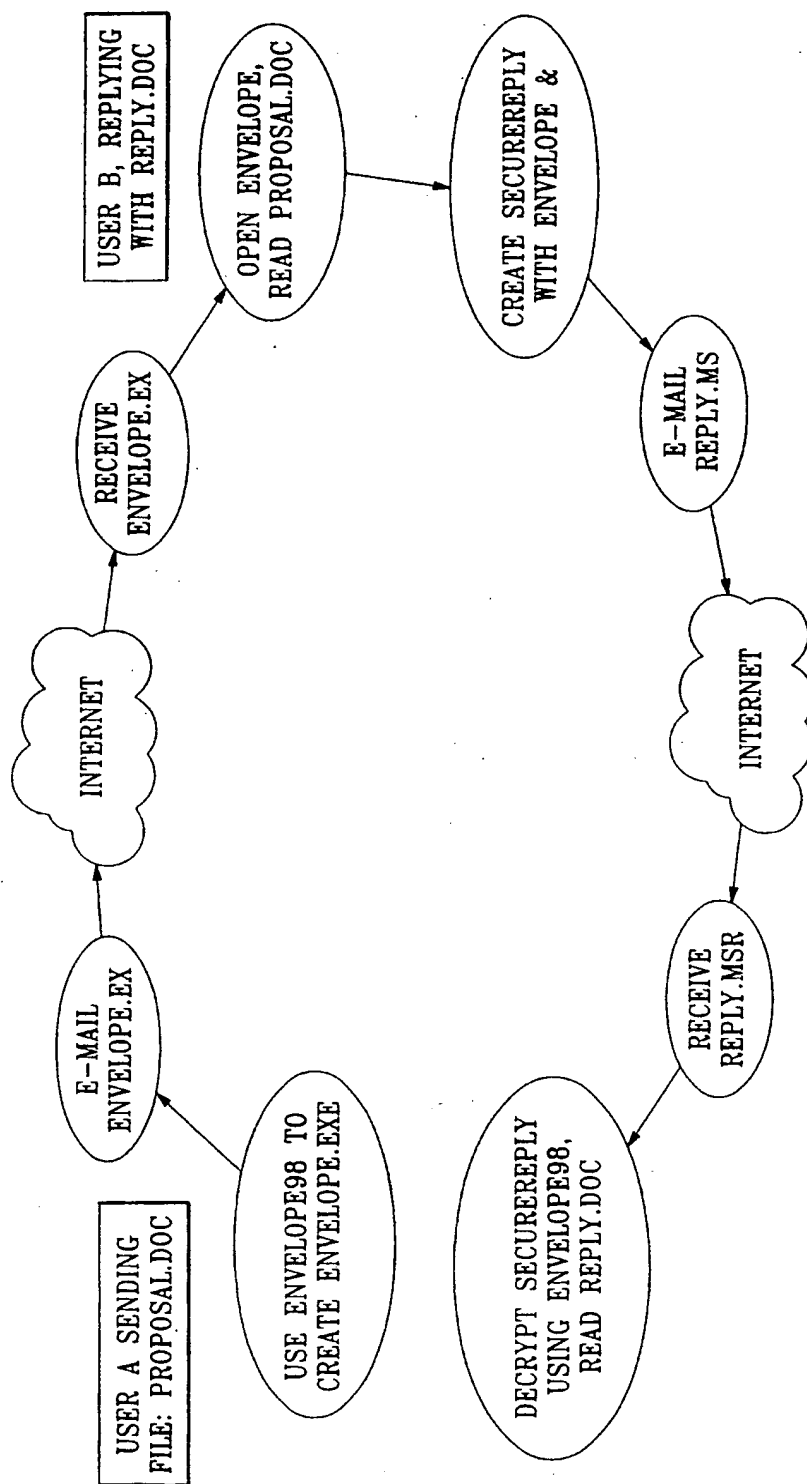 USER A SENDING
FILE: PROPOSAL.DOC
USE ENVELOPE98 TO
CREATE ENVELOPE.EXE
E-MAIL
ENVELOPE.EX
INTERNET
RECEIVE
ENVELOPE.EX
USER B, REPLYING
WITH REPLY.DOC
OPEN ENVELOPE,
READ PROPOSAL.DOC
CREATE SECUREREPLY
WITH ENVELOPE &
E-MAIL
REPLY.MS
INTERNET
RECEIVE
REPLY.MSR
DECRYPT SECUREREPLY
USING ENVELOPE98,
READ REPLY.DOC